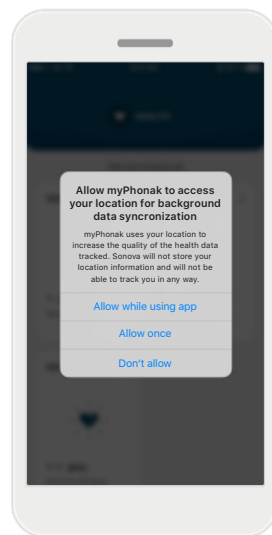 Allow myPhonak to access
your location for background
data syncronization
myPhonak uses your location to
increase the quality of the health data
tracked. Sonova will not store your
location information and will not be
able to track you in any way.
Allow while using app
Allow once
Don't allow